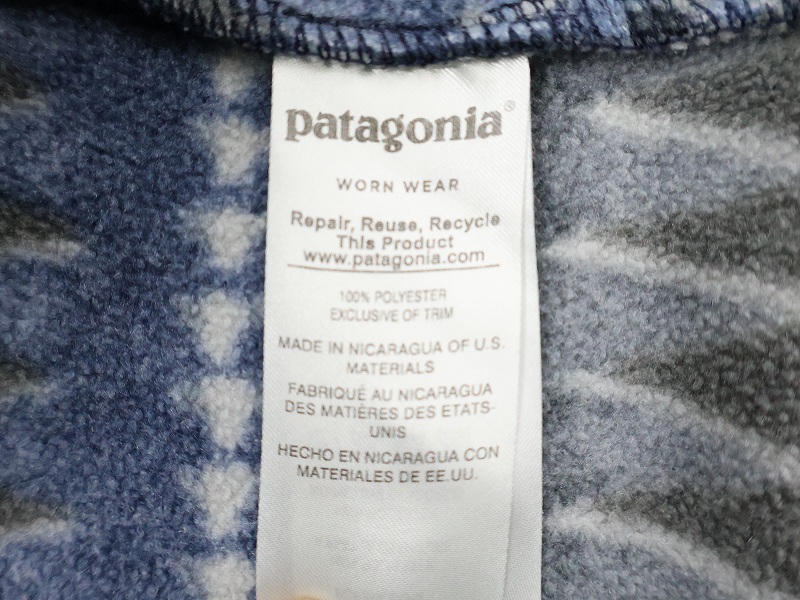 patagonia®
WORN WEAR
Repair, Reuse, Recycle
This Product
www.patagonia.com
100% POLYESTER
EXCLUSIVE OF TRIM
MADE IN NICARAGUA OF U.S.
MATERIALS
FABRIQUÉ AU NICARAGUA
DES MATIÈRES DES ETATS-
UNIS
HECHO EN NICARAGUA CON
MATERIALES DE EE.UU.